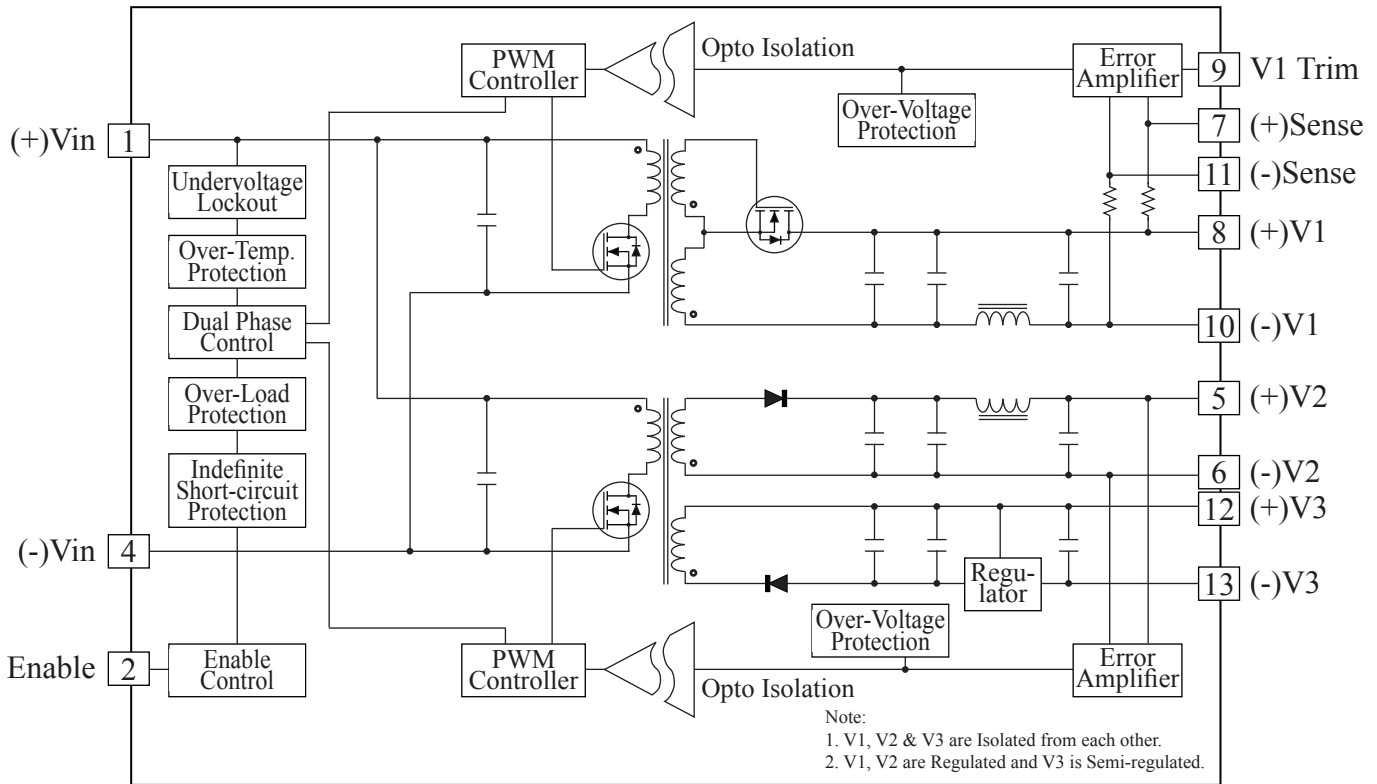 Opto Isolation
PWM
Controller
Error
Amplifier
9
V1 Trim
Over-Voltage
Protection
7
(+)Sense
(+)Vin
1
11
(-)Sense
Undervoltage
Lockout
8
(+)V1
Over-Temp.
Protection
Dual Phase
Control
10
(-)V1
Over-Load
Protection
5
(+)V2
Indefinite
Short-circuit
Protection
6
(-)V2
12
(+)V3
(-)Vin
4
Regu-
lator
13
(-)V3
Over-Voltage
Protection
Enable
2
Enable
Control
PWM
Controller
Opto Isolation
Error
Amplifier
Note:
1. V1, V2 & V3 are Isolated from each other.
2. V1, V2 are Regulated and V3 is Semi-regulated.